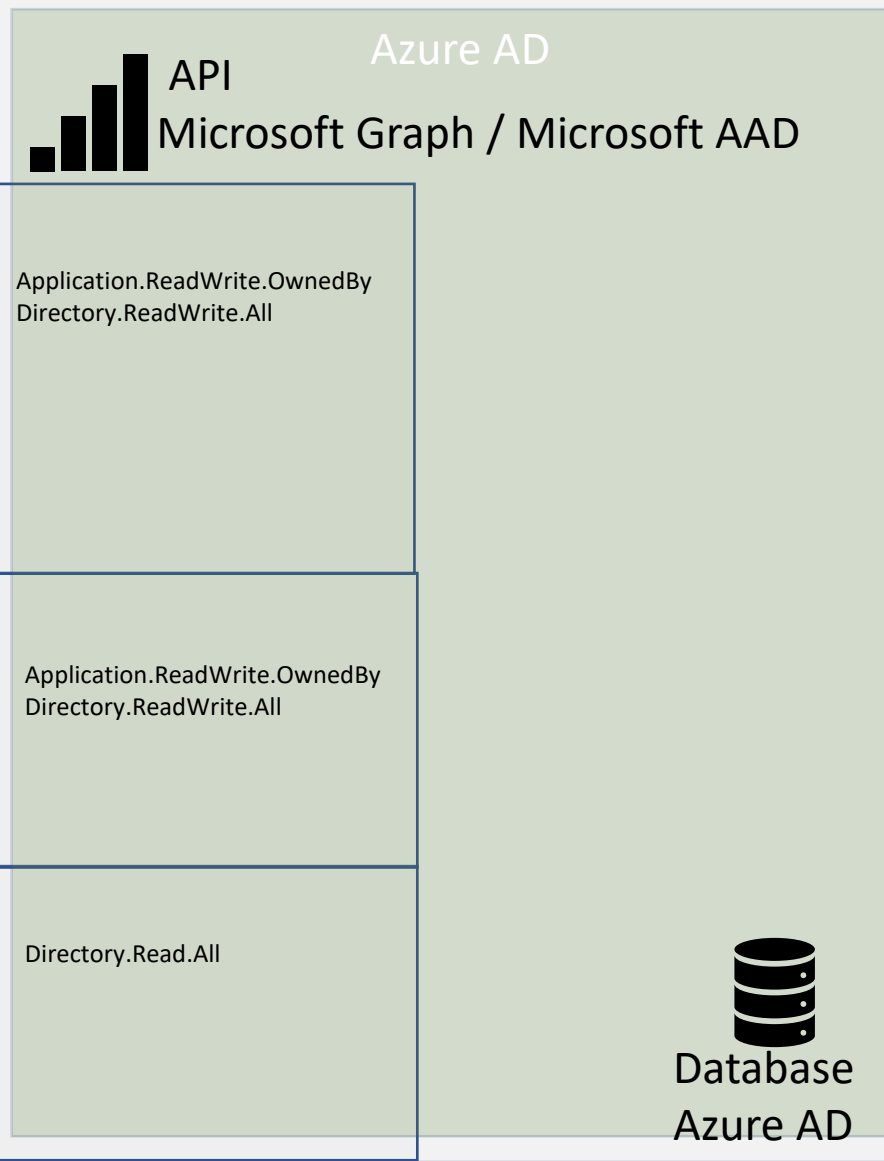 Azure AD
API
Microsoft Graph / Microsoft AAD
Application.ReadWrite.OwnedBy
Directory.ReadWrite.All
Application.ReadWrite.OwnedBy
Directory.ReadWrite.All
Directory.Read.All
Database
Azure AD